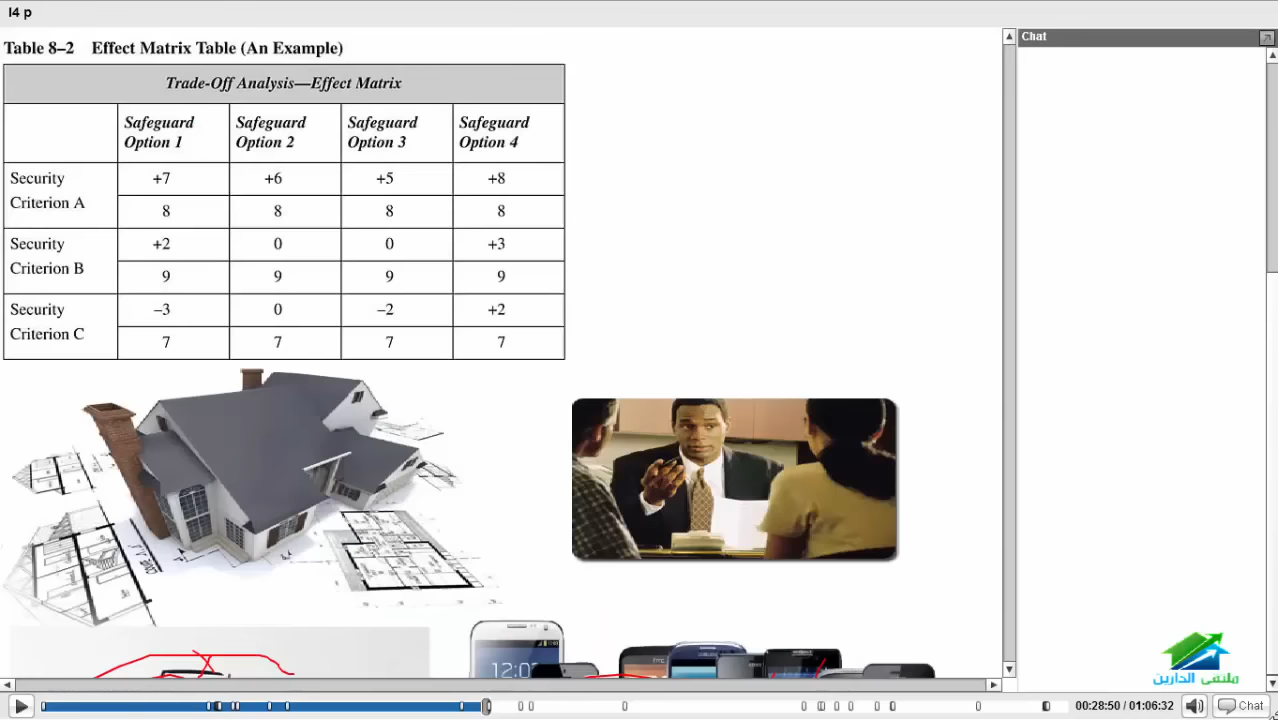 I4 p
Chat
Table 8–2 Effect Matrix Table (An Example)
Trade-Off Analysis—Effect Matrix
Safeguard Option 1 Safeguard Option 2 Safeguard Option 3 Safeguard Option 4
Security Criterion A +7 +6 +5 +8
8 8 8 8
Security Criterion B +2 0 0 +3
9 9 9 9
Security Criterion C –3 0 –2 +2
7 7 7 7
12:0
ملتقى الدارين
00:28:50 / 01:06:32
Chat